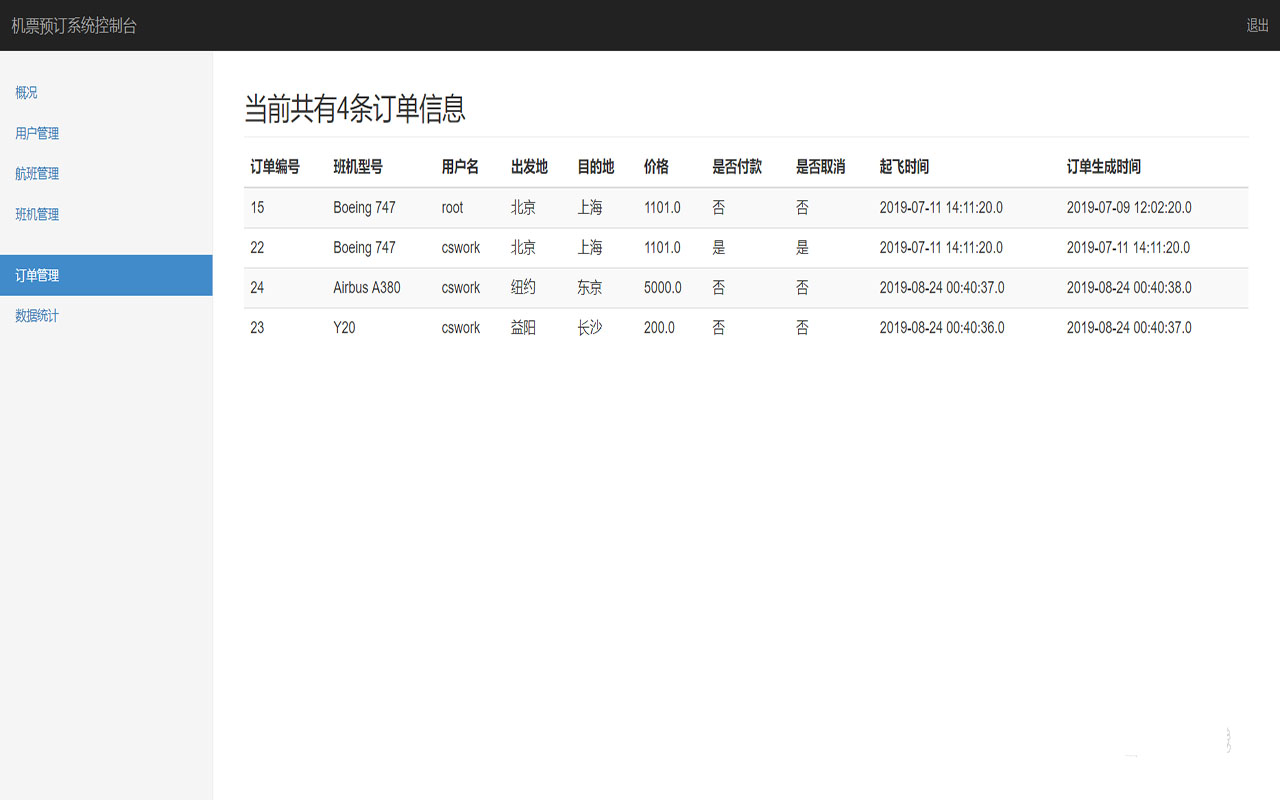 机票预订系统控制台 退出
概况
用户管理
航班管理
班机管理
订单管理
数据统计
当前共有4条订单信息
订单编号 班机型号 用户名 出发地 目的地 价格 是否付款 是否取消 起飞时间 订单生成时间
15 Boeing 747 root 北京 上海 1101.0 否 否 2019-07-11 14:11:20.0 2019-07-09 12:02:20.0
22 Boeing 747 cswork 北京 上海 1101.0 是 是 2019-07-11 14:11:20.0 2019-07-11 14:11:20.0
24 Airbus A380 cswork 纽约 东京 5000.0 否 否 2019-08-24 00:40:37.0 2019-08-24 00:40:38.0
23 Y20 cswork 益阳 长沙 200.0 否 否 2019-08-24 00:40:36.0 2019-08-24 00:40:37.0